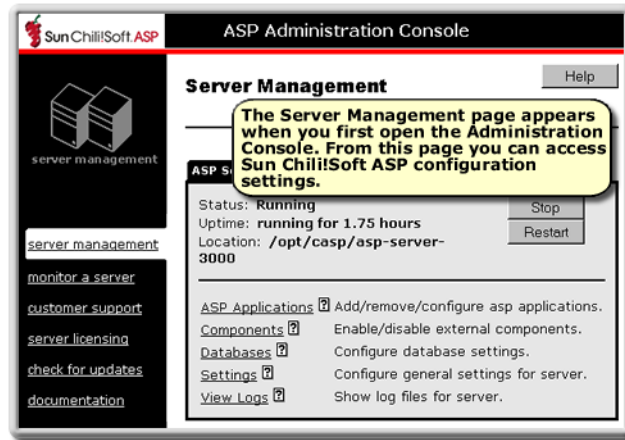 Sun Chili!Soft. ASP
ASP Administration Console
server management
server management
monitor a server
customer support
server licensing
check for updates
documentation
Server Management
Help
The Server Management page appears
when you first open the Administration
Console. From this page you can access
Sun Chili!Soft ASP configuration
settings.
ASP
Status: Running
Uptime: running for 1.75 hours
Location: /opt/casp/asp-server-
3000
Stop
Restart
ASP Applications ? Add/remove/configure asp applications.
Components ? Enable/disable external components.
Databases ? Configure database settings.
Settings ? Configure general settings for server.
View Logs ? Show log files for server.